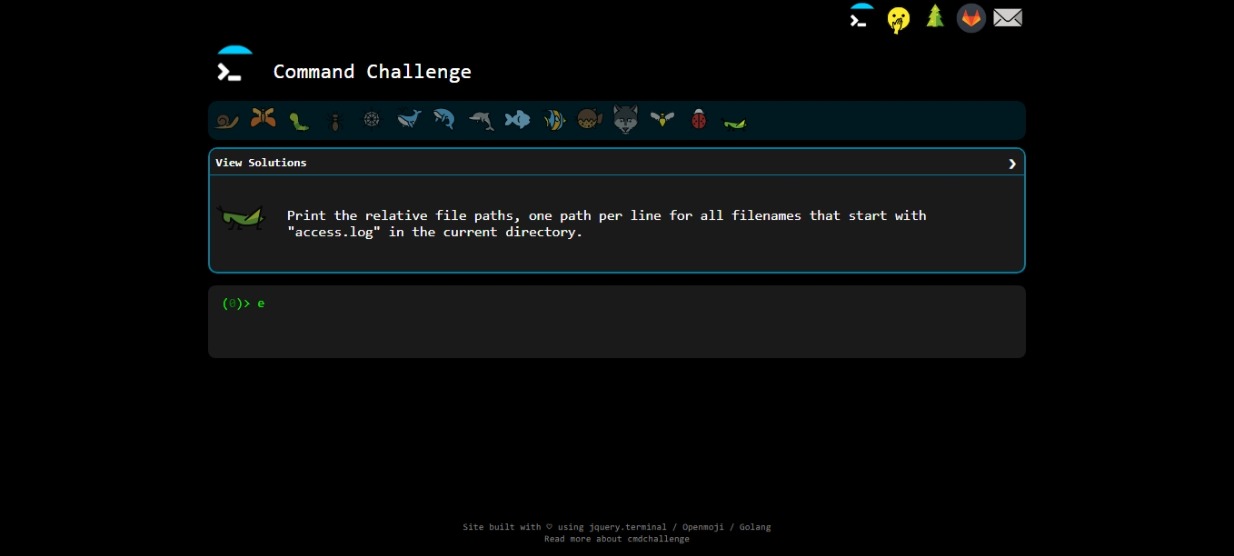 Command Challenge
View Solutions
Print the relative file paths, one path per line for all filenames that start with
"access.log" in the current directory.
(0)> e
Site built with ♡ using jquery.terminal / Openmoji / Golang
Read more about cmdchallenge